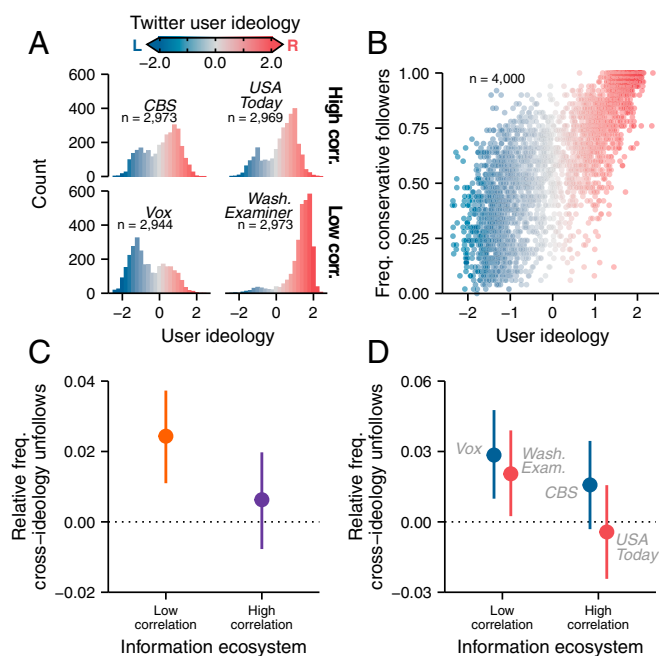 Twitter user ideology
L
R
−2.0
0.0
2.0
A
600
400
200
0
CBS
n = 2,973
USA
Today
n = 2,969
High corr.
600
400
200
0
Vox
n = 2,944
Wash.
Examiner
n = 2,973
Low corr.
Count
−2
0
2
−2
0
2
User ideology
B
n = 4,000
1.00
0.75
0.50
0.25
0.00
Freq. conservative followers
−2
−1
0
1
2
User ideology
C
0.04
0.02
0.00
−0.02
Relative freq.
cross−ideology unfollows
Low
correlation
High
correlation
Information ecosystem
D
0.06
0.03
0.00
−0.03
Relative freq.
cross−ideology unfollows
Vox
Wash.
Exam.
CBS
USA
Today
Low
correlation
High
correlation
Information ecosystem